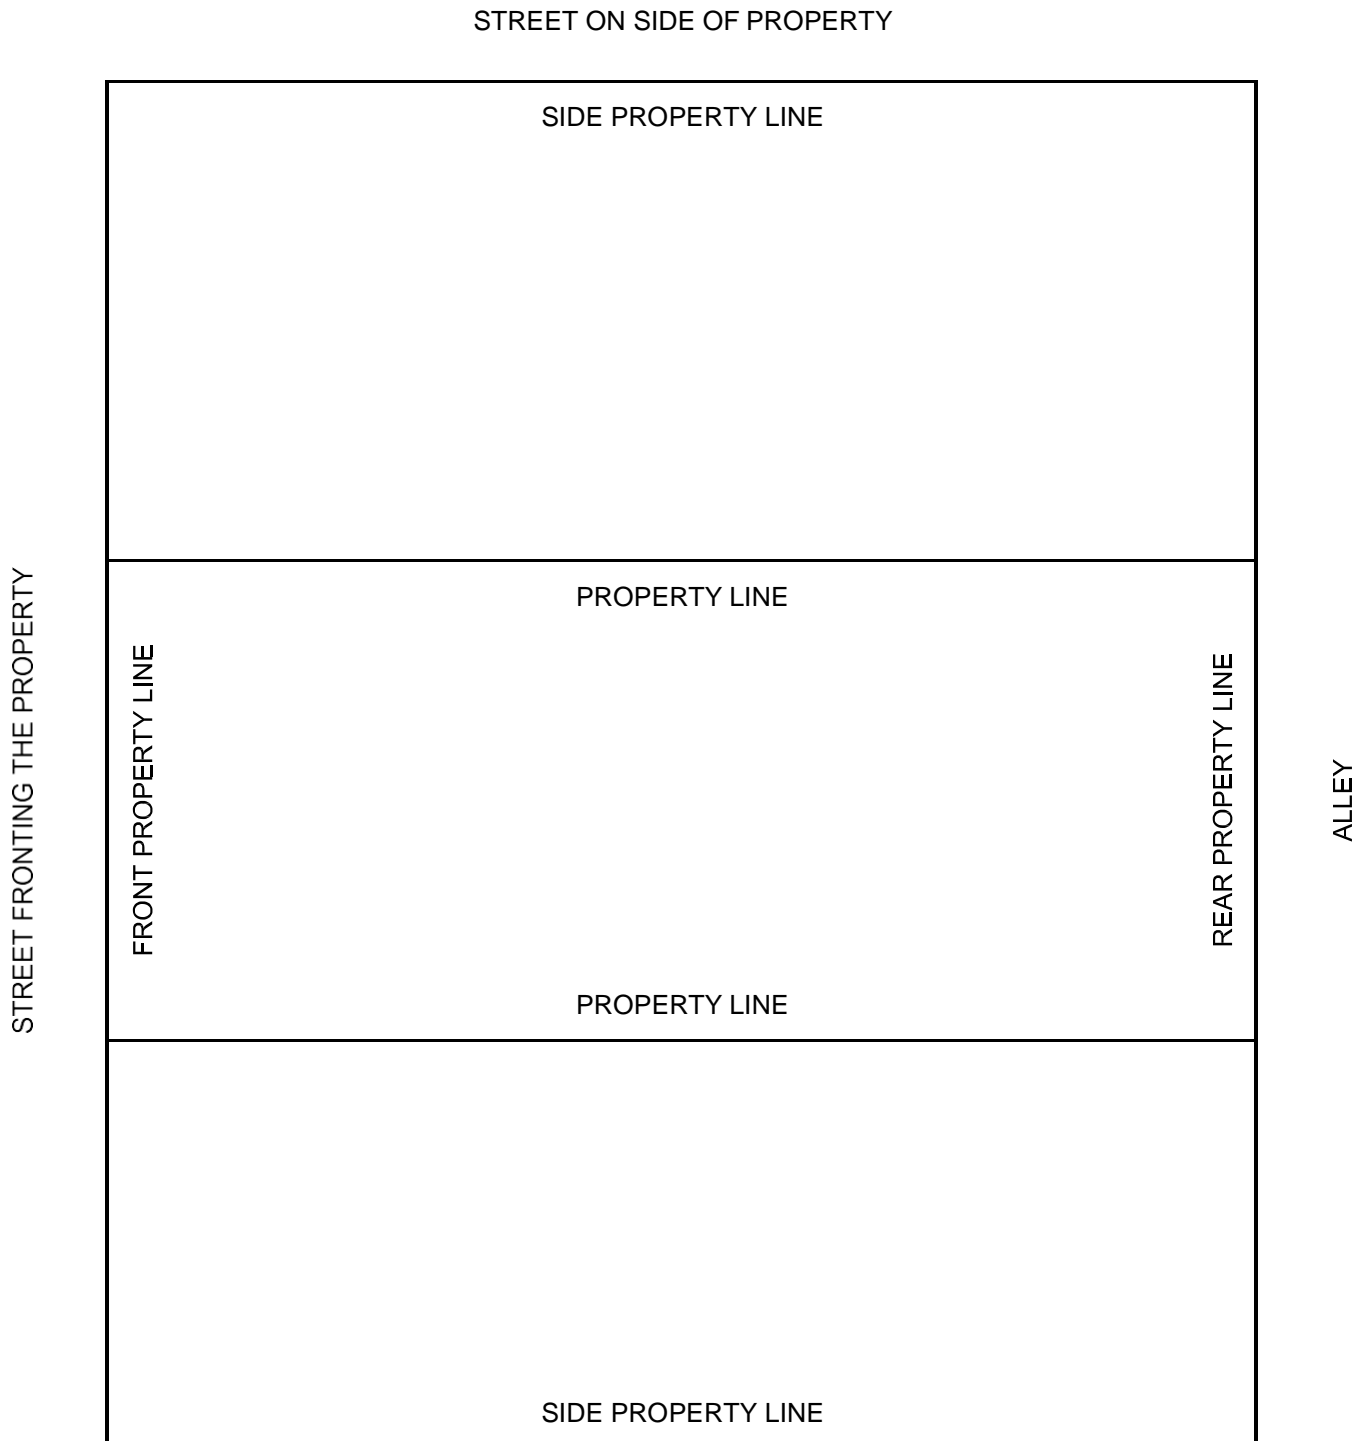 STREET ON SIDE OF PROPERTY
SIDE PROPERTY LINE
STREET FRONTING THE PROPERTY
PROPERTY LINE
FRONT PROPERTY LINE
REAR PROPERTY LINE
ALLEY
PROPERTY LINE
SIDE PROPERTY LINE